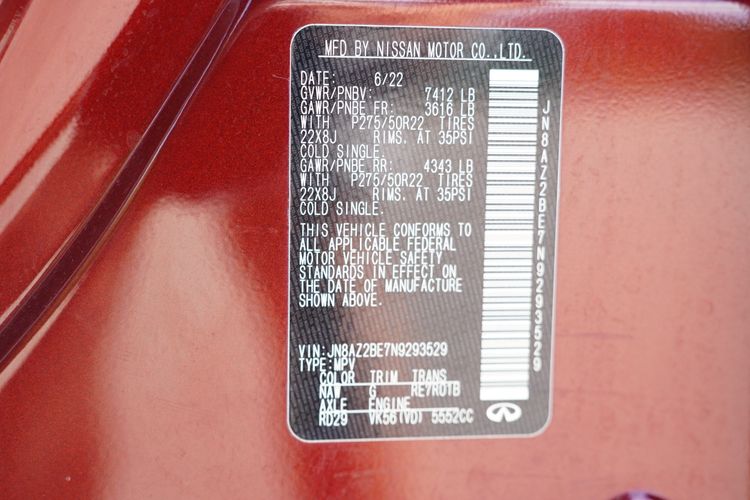 MFD BY NISSAN MOTOR CO.,LTD.
DATE: 6/22
GVWR/PNBV: 7412 LB
GAWR/PNBE FR: 3616 LB
WITH P275/50R22 TIRES
22X8J RIMS. AT 35PSI
COLD SINGLE.
GAWR/PNBE RR: 4343 LB
WITH P275/50R22 TIRES
22X8J RIMS. AT 35PSI
COLD SINGLE.
THIS VEHICLE CONFORMS TO
ALL APPLICABLE FEDERAL
MOTOR VEHICLE SAFETY
STANDARDS IN EFFECT ON
THE DATE OF MANUFACTURE
SHOWN ABOVE.
VIN:JN8AZ2BE7N9293529
TYPE:MPV
COLOR TRIM TRANS
NAW G RE7R01B
AXLE ENGINE
RD29 VK56(VD) 5552CC
JN8AZ2BE7N9293529